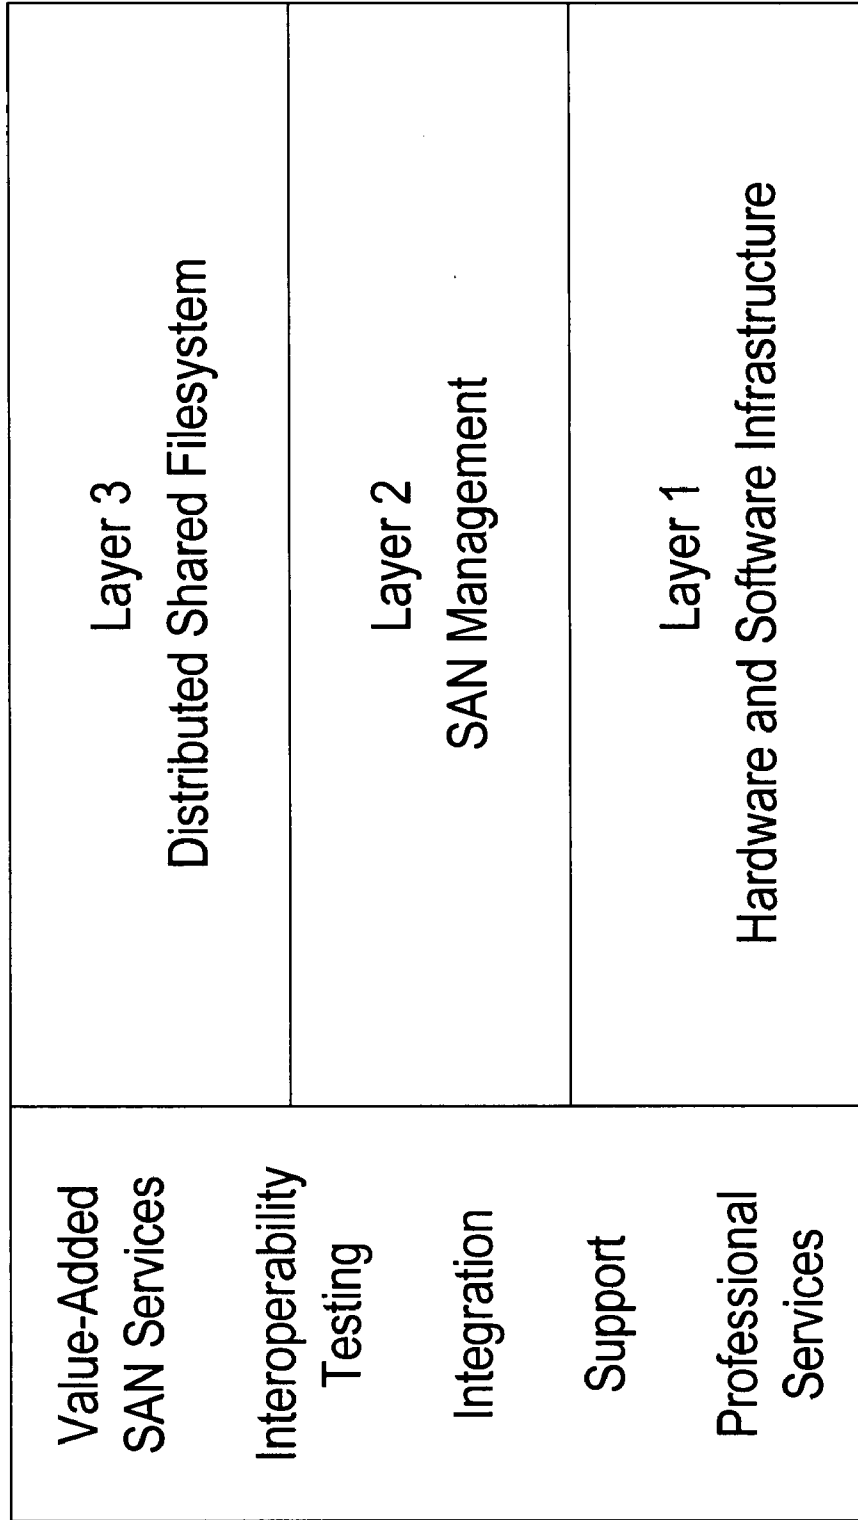 Value-Added
SAN Services
Interoperability
Testing
Integration
Support
Professional
Services
Layer 3
Distributed Shared Filesystem
Layer 2
SAN Management
Layer 1
Hardware and Software Infrastructure